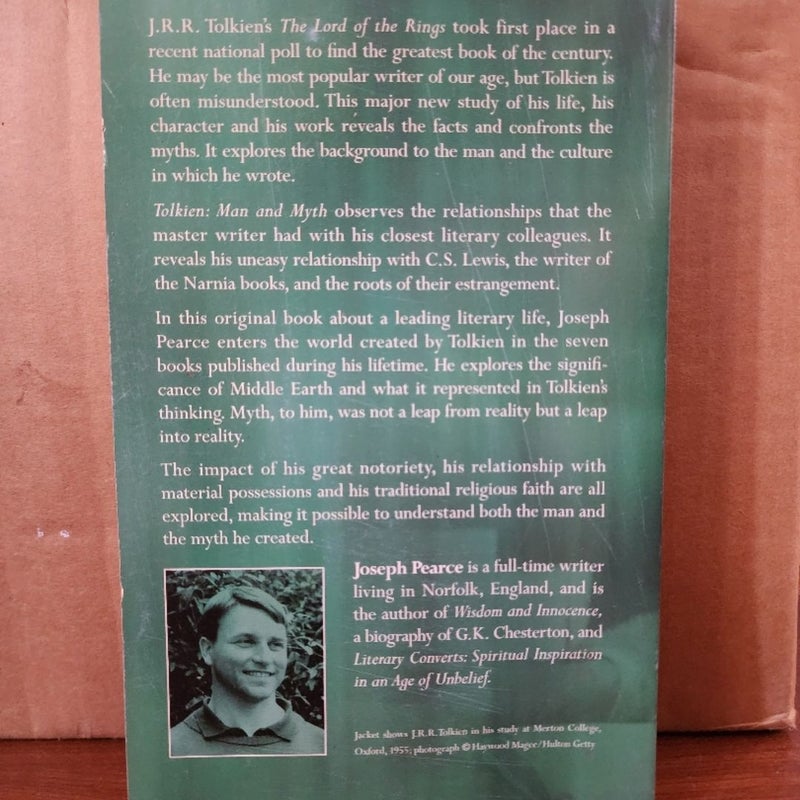 J.R.R. Tolkien's The Lord of the Rings took first place in a
recent national poll to find the greatest book of the century.
He may be the most popular writer of our age, but Tolkien is
often misunderstood. This major new study of his life, his
character and his work reveals the facts and confronts the
myths. It explores the background to the man and the culture
in which he wrote.
Tolkien: Man and Myth observes the relationships that the
master writer had with his closest literary colleagues. It
reveals his uneasy relationship with C.S. Lewis, the writer of
the Narnia books, and the roots of their estrangement.
In this original book about a leading literary life, Joseph
Pearce enters the world created by Tolkien in the seven
books published during his lifetime. He explores the signifi-
cance of Middle Earth and what it represented in Tolkien's
thinking. Myth, to him, was not a leap from reality but a leap
into reality.
The impact of his great notoriety, his relationship with
material possessions and his traditional religious faith are all
explored, making it possible to understand both the man and
the myth he created.
Joseph Pearce is a full-time writer
living in Norfolk, England, and is
the author of Wisdom and Innocence,
a biography of G.K. Chesterton, and
Literary Converts: Spiritual Inspiration
in an Age of Unbelief.
Jacket shows J.R.R.Tolkien in his study at Merton College,
Oxford, 1955; photograph © Haywood Magee/Hulton Getty